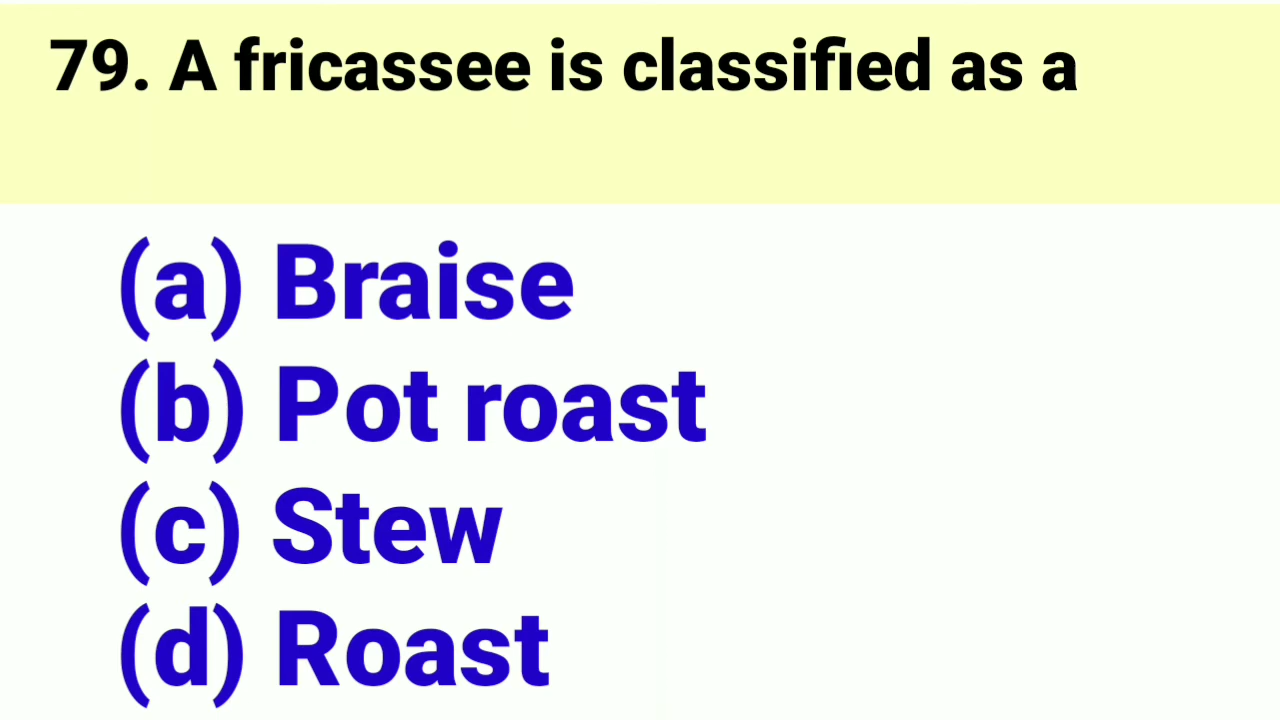 79. A fricassee is classified as a
(a) Braise
(b) Pot roast
(c) Stew
(d) Roast